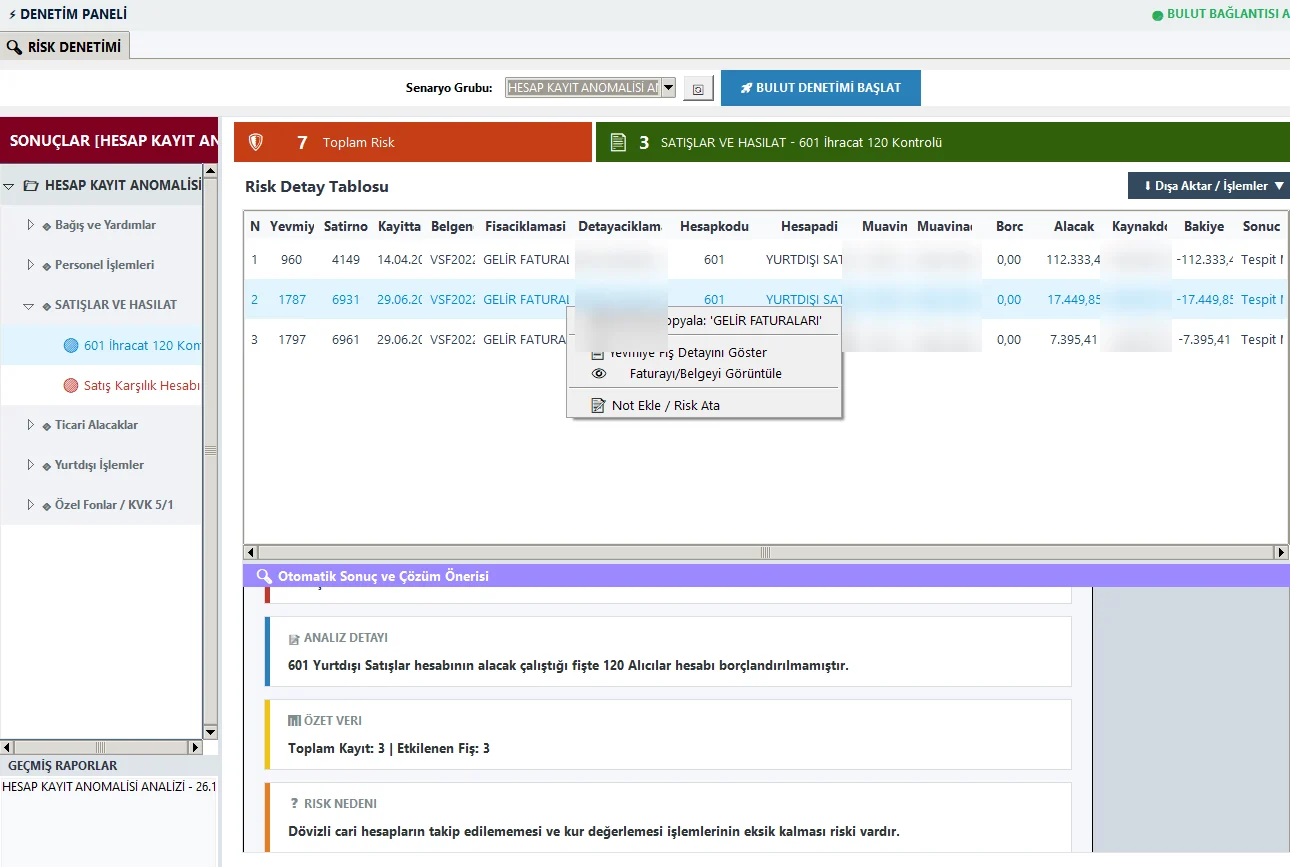 DENETİM PANELİ
BULUT BAĞLANTISI A
RİSK DENETİMİ
Senaryo Grubu:
HESAP KAYIT ANOMALİSİ AN
BULUT DENETİMİ BAŞLAT
SONUÇLAR [HESAP KAYIT AN
7 Toplam Risk
3 SATIŞLAR VE HASILAT - 601 İhracat 120 Kontrolü
HESAP KAYIT ANOMALİSİ
Bağış ve Yardımlar
Personel İşlemleri
SATIŞLAR VE HASILAT
601 İhracat 120 Kon
Satış Karşılık Hesabı
Ticari Alacaklar
Yurtdışı İşlemler
Özel Fonlar / KVK 5/1
GEÇMİŞ RAPORLAR
HESAP KAYIT ANOMALİSİ ANALİZİ - 26.1
Risk Detay Tablosu
Dışa Aktar / İşlemler ▼
N Yevmiy Satirno Kayitta Belgen Fisaciklamasi Detayaciklam Hesapkodu Hesapadi Muavin Muavina Borc Alacak Kaynakde Bakiye Sonuc
1 960 4149 14.04.20 VSF2022 GELİR FATURAL 601 YURTDIŞI SAT 0,00 112.333,4 -112.333,4 Tespit
2 1787 6931 29.06.20 VSF2022 GELİR FATURAL 601 YURTDIŞI SAT 0,00 17.449,85 -17.449,85 Tespit
3 1797 6961 29.06.20 VSF2022 GELİR FATURA 0,00 7.395,41 -7.395,41 Tespit
opyala: 'GELİR FATURALARI'
Yevmiye Fiş Detayını Göster
Faturayı/Belgeyi Görüntüle
Not Ekle / Risk Ata
Otomatik Sonuç ve Çözüm Önerisi
ANALIZ DETAYI
601 Yurtdışı Satışlar hesabının alacak çalıştığı fişte 120 Alıcılar hesabı borçlandırılmamıştır.
ÖZET VERI
Toplam Kayıt: 3 | Etkilenen Fiş: 3
? RISK NEDENI
Dövizli cari hesapların takip edilememesi ve kur değerlemesi işlemlerinin eksik kalması riski vardır.